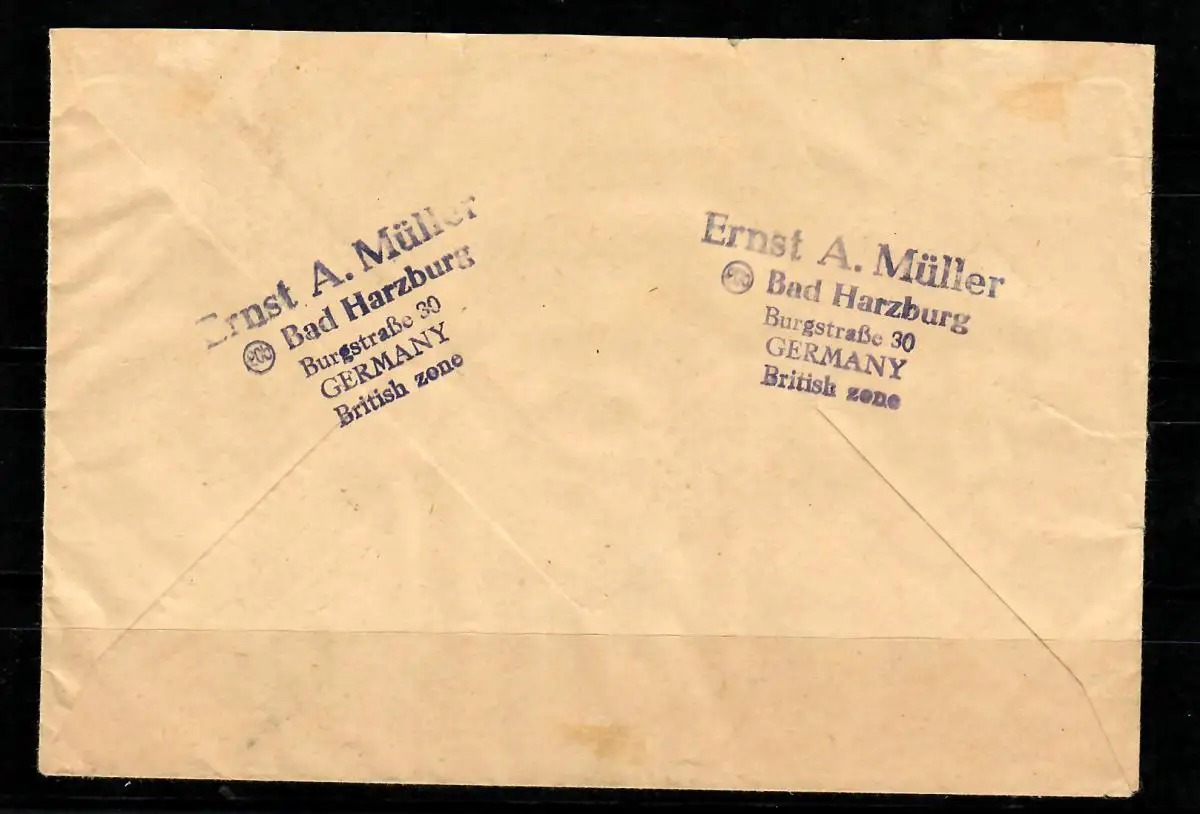 Ernst A. Müller
Bad Harzburg
Burgstraße 30
GERMANY
British zone
Ernst A. Müller
Bad Harzburg
Burgstraße 30
GERMANY
British zone